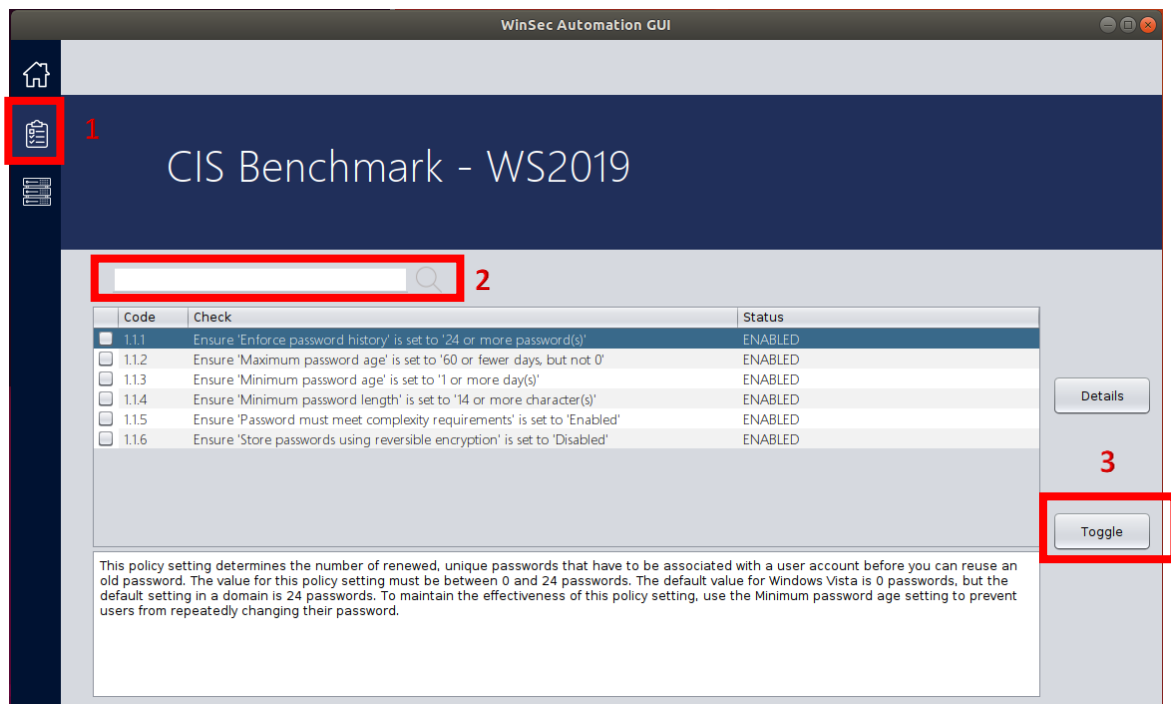 WinSec Automation GUI
1
CIS Benchmark - WS2019
2
Code Check Status
1.1.1 Ensure 'Enforce password history' is set to '24 or more password(s)' ENABLED
1.1.2 Ensure 'Maximum password age' is set to '60 or fewer days, but not 0' ENABLED
1.1.3 Ensure 'Minimum password age' is set to '1 or more day(s)' ENABLED
1.1.4 Ensure 'Minimum password length' is set to '14 or more character(s)' ENABLED
1.1.5 Ensure 'Password must meet complexity requirements' is set to 'Enabled' ENABLED
1.1.6 Ensure 'Store passwords using reversible encryption' is set to 'Disabled' ENABLED
Details
3
Toggle
This policy setting determines the number of renewed, unique passwords that have to be associated with a user account before you can reuse an
old password. The value for this policy setting must be between 0 and 24 passwords. The default value for Windows Vista is 0 passwords, but the
default setting in a domain is 24 passwords. To maintain the effectiveness of this policy setting, use the Minimum password age setting to prevent
users from repeatedly changing their password.